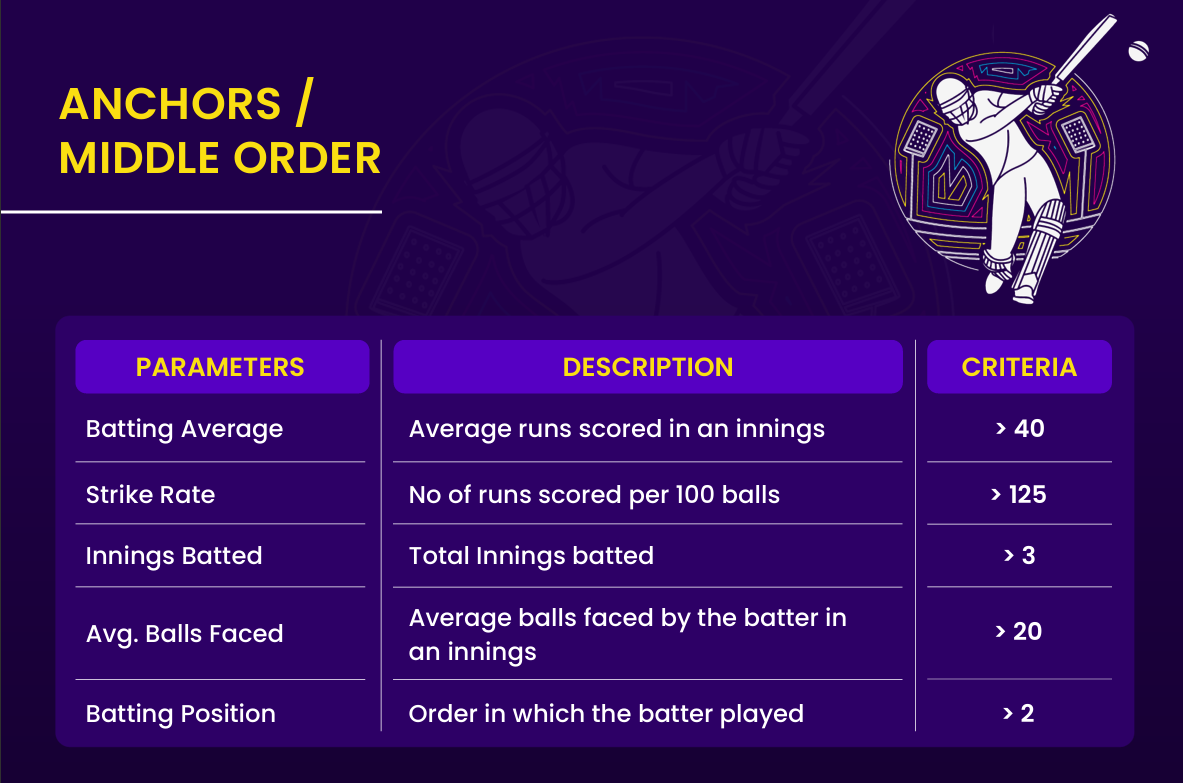 ANCHORS /
MIDDLE ORDER
PARAMETERS DESCRIPTION CRITERIA
Batting Average Average runs scored in an innings > 40
Strike Rate No of runs scored per 100 balls > 125
Innings Batted Total Innings batted > 3
Avg. Balls Faced Average balls faced by the batter in > 20
an innings
Batting Position Order in which the batter played > 2